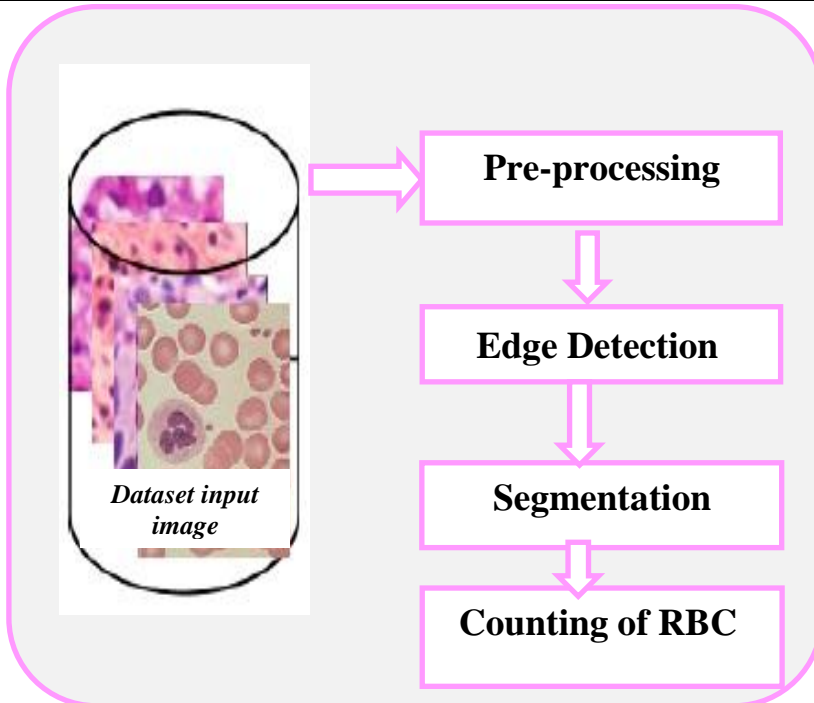 Pre-processing
Edge Detection
Dataset input
image
Segmentation
Counting of RBC